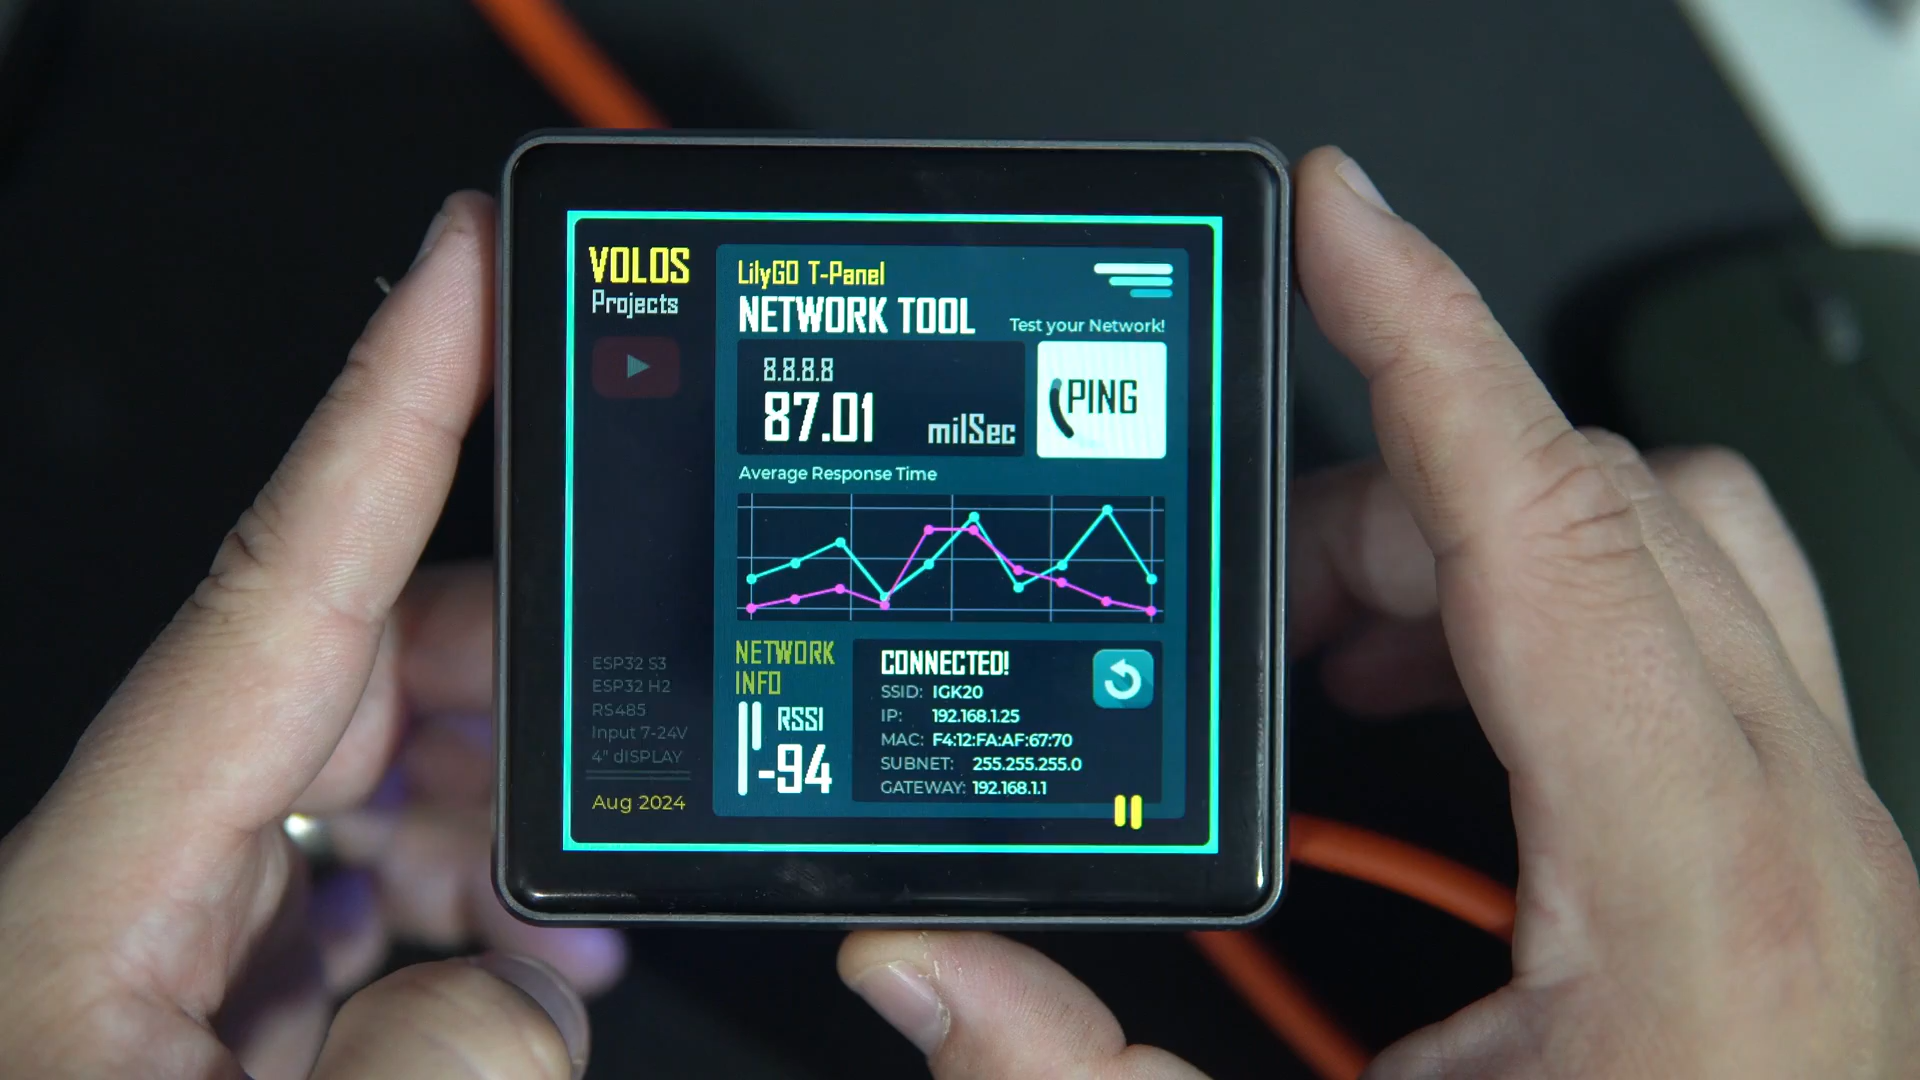 VOLOS
Projects
LilyGO T-Panel
NETWORK TOOL
Test your Network!
8.8.8.8
87.01 milSec
PING
Average Response Time
NETWORK
INFO
RSSI
-94
CONNECTED!
SSID: IGK20
IP: 192.168.1.25
MAC: F4:12:FA:AF:67:70
SUBNET: 255.255.255.0
GATEWAY: 192.168.1.1
ESP32 S3
ESP32 H2
RS485
Input 7-24V
4" dISPLAY
Aug 2024